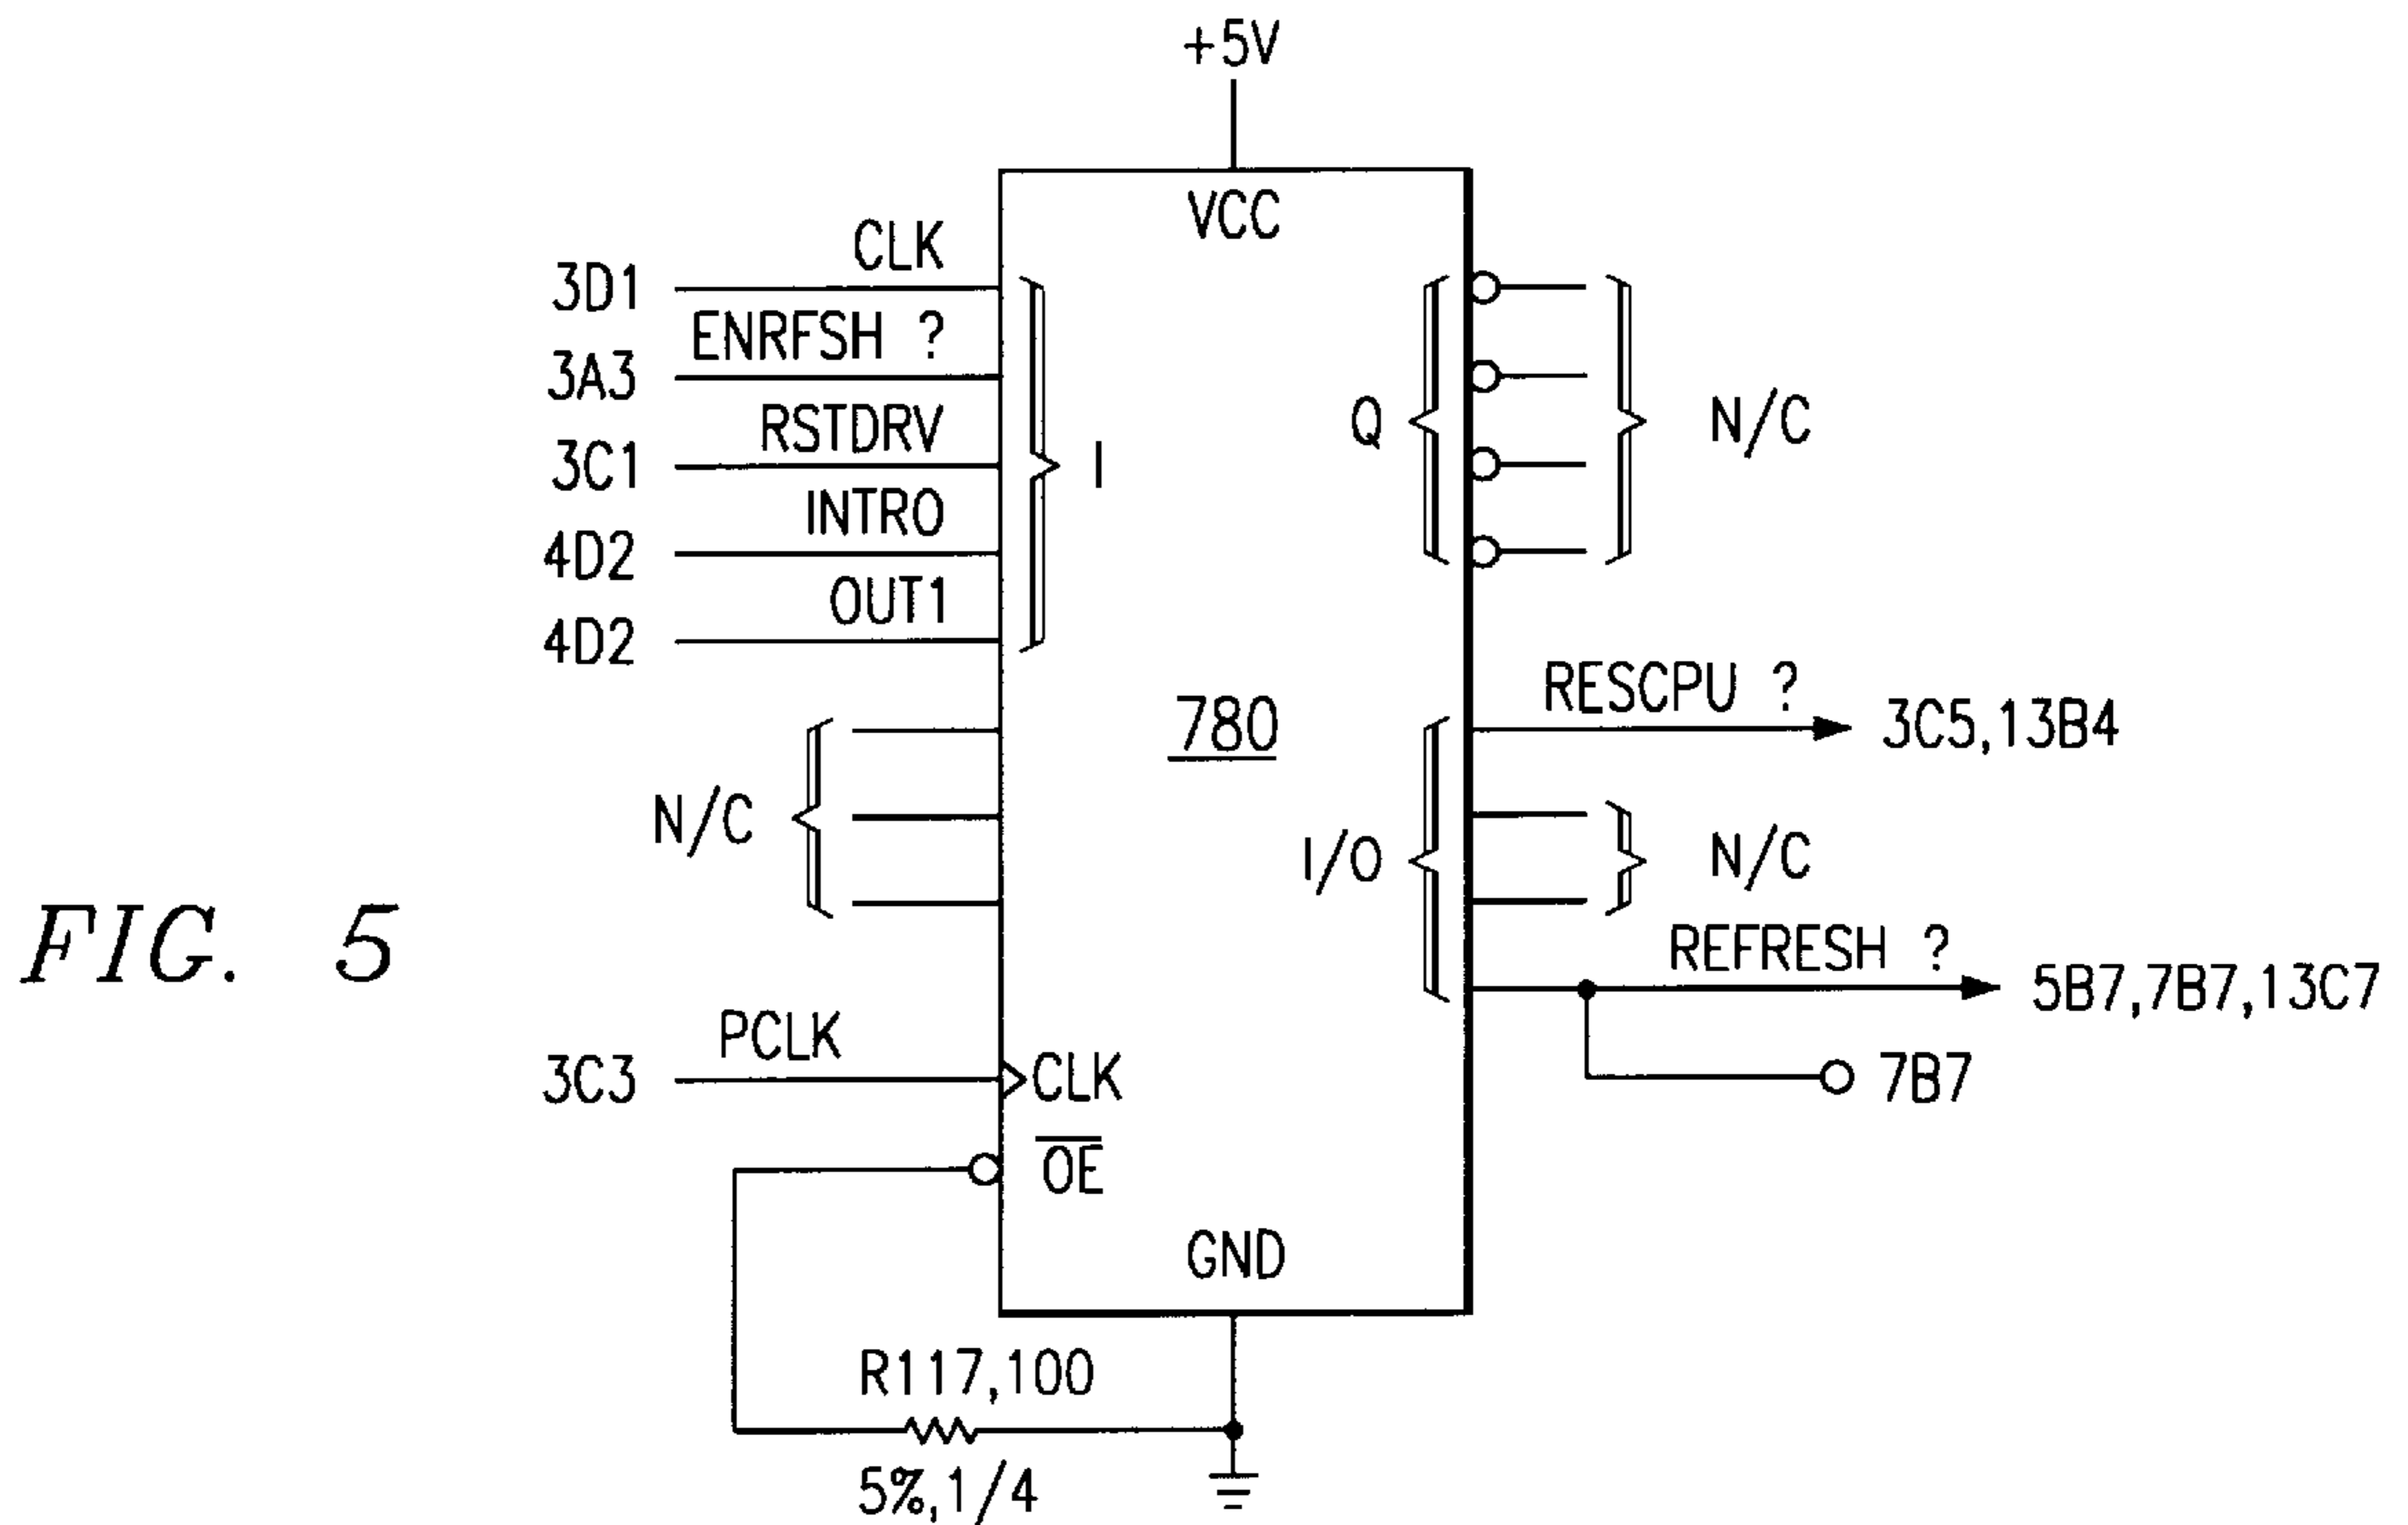 +5V
VCC
CLK
3D1
ENRFSH ?
3A3
RSTDRV
3C1
I
INTRO
4D2
OUT1
4D2
Q
N/C
780
RESCPU ?
3C5,13B4
N/C
I/O
N/C
REFRESH ?
5B7,7B7,13C7
7B7
FIG. 5
PCLK
3C3
CLK
OE
GND
R117,100
5%,1/4